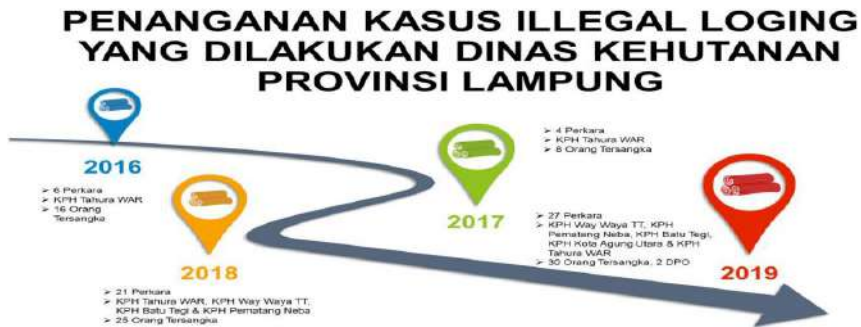 PENANGANAN KASUS ILLEGAL LOGING
YANG DILAKUKAN DINAS KEHUTANAN
PROVINSI LAMPUNG
2016
➢ 6 Perkara
➢ KPH Tahura WAR
➢ 16 Orang
Tersangka
➢ 4 Perkara
➢ KPH Tahura WAR
➢ 8 Orang Tersangka
2017
2018
➢ 21 Perkara
➢ KPH Tahura WAR, KPH Way Waya TT,
KPH Batu Tegi & KPH Pematang Neba
➢ 25 Orang Tersangka
➢ 27 Perkara
➢ KPH Way Waya TT, KPH
Pematang Neba, KPH Batu Tegi,
KPH Kota Agung Utara & KPH
Tahura WAR
➢ 30 Orang Tersangka, 2 DPO
2019